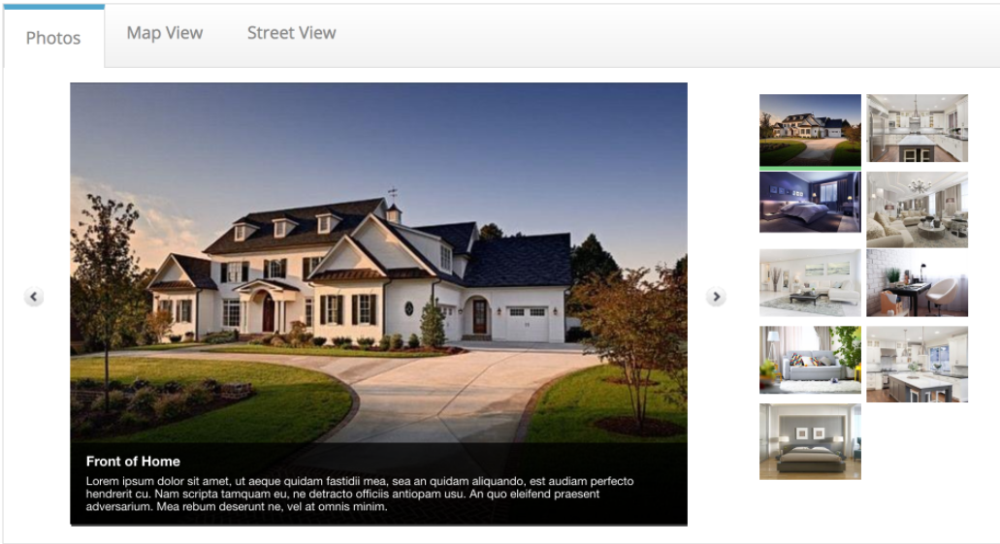 Photos
Map View
Street View
Front of Home
Lorem ipsum dolor sit amet, ut aeque quidam fastidii mea, sea an quidam aliquando, est audiam perfecto
hendrerit cu. Nam scripta tamquam eu, ne detracto officiis antiopam usu. An quo eleifend praesent
adversarium. Mea rebum deserunt ne, vel at omnis minim.